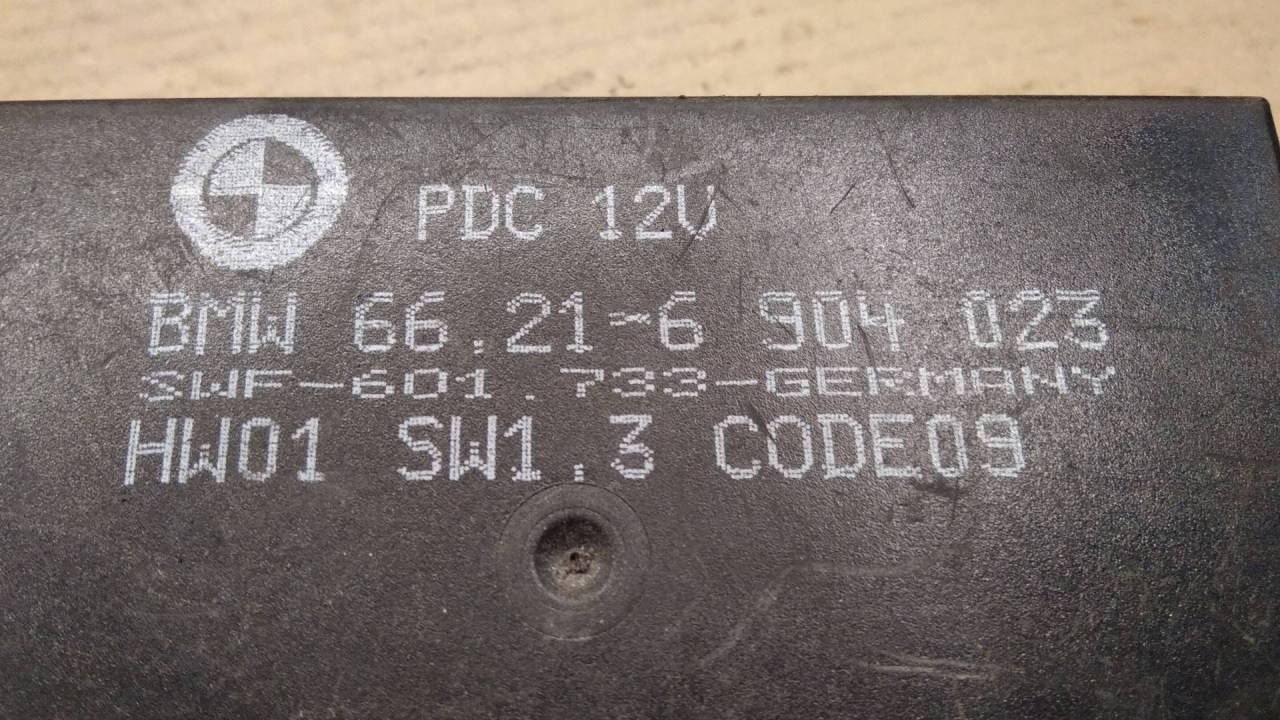 PDC 12V
BMW 66.21-6 904 023
SWF-601.733-GERMANY
HW01 SW1.3 CODE09